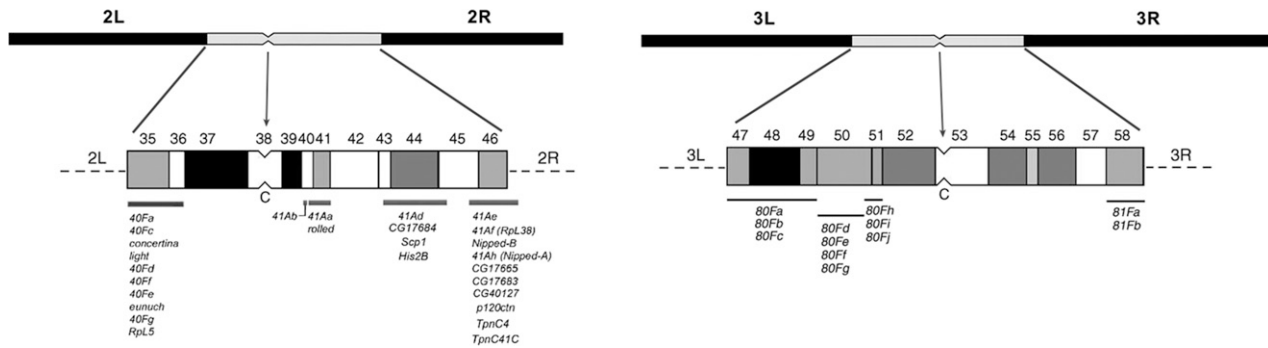 2L 2R
35 36 37 38 39 40 41 42 43 44 45 46
2L 2R
C
40Fa
40Fc
concertina
light
40Fd
40Ff
40Fe
eunuch
40Fg
RpL5
41Ab
41Aa
rolled
41Ad
CG17684
Scp1
His2B
41Ae
41Af (RpL38)
Nipped-B
41Ah (Nipped-A)
CG17665
CG17683
CG40127
p120ctn
TpnC4
TpnC41C
3L 3R
47 48 49 50 51 52 53 54 55 56 57 58
3L 3R
C
80Fa
80Fb
80Fc
80Fd
80Fe
80Ff
80Fg
80Fh
80Fi
80Fj
81Fa
81Fb